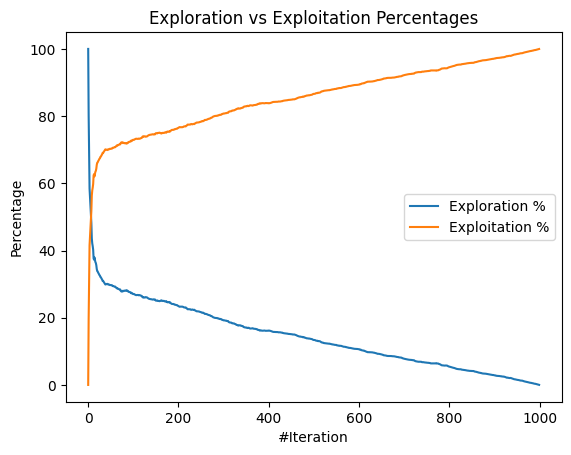 Exploration vs Exploitation Percentages
100
80
60
40
20
0
Percentage
Exploration %
Exploitation %
0 200 400 600 800 1000
#Iteration